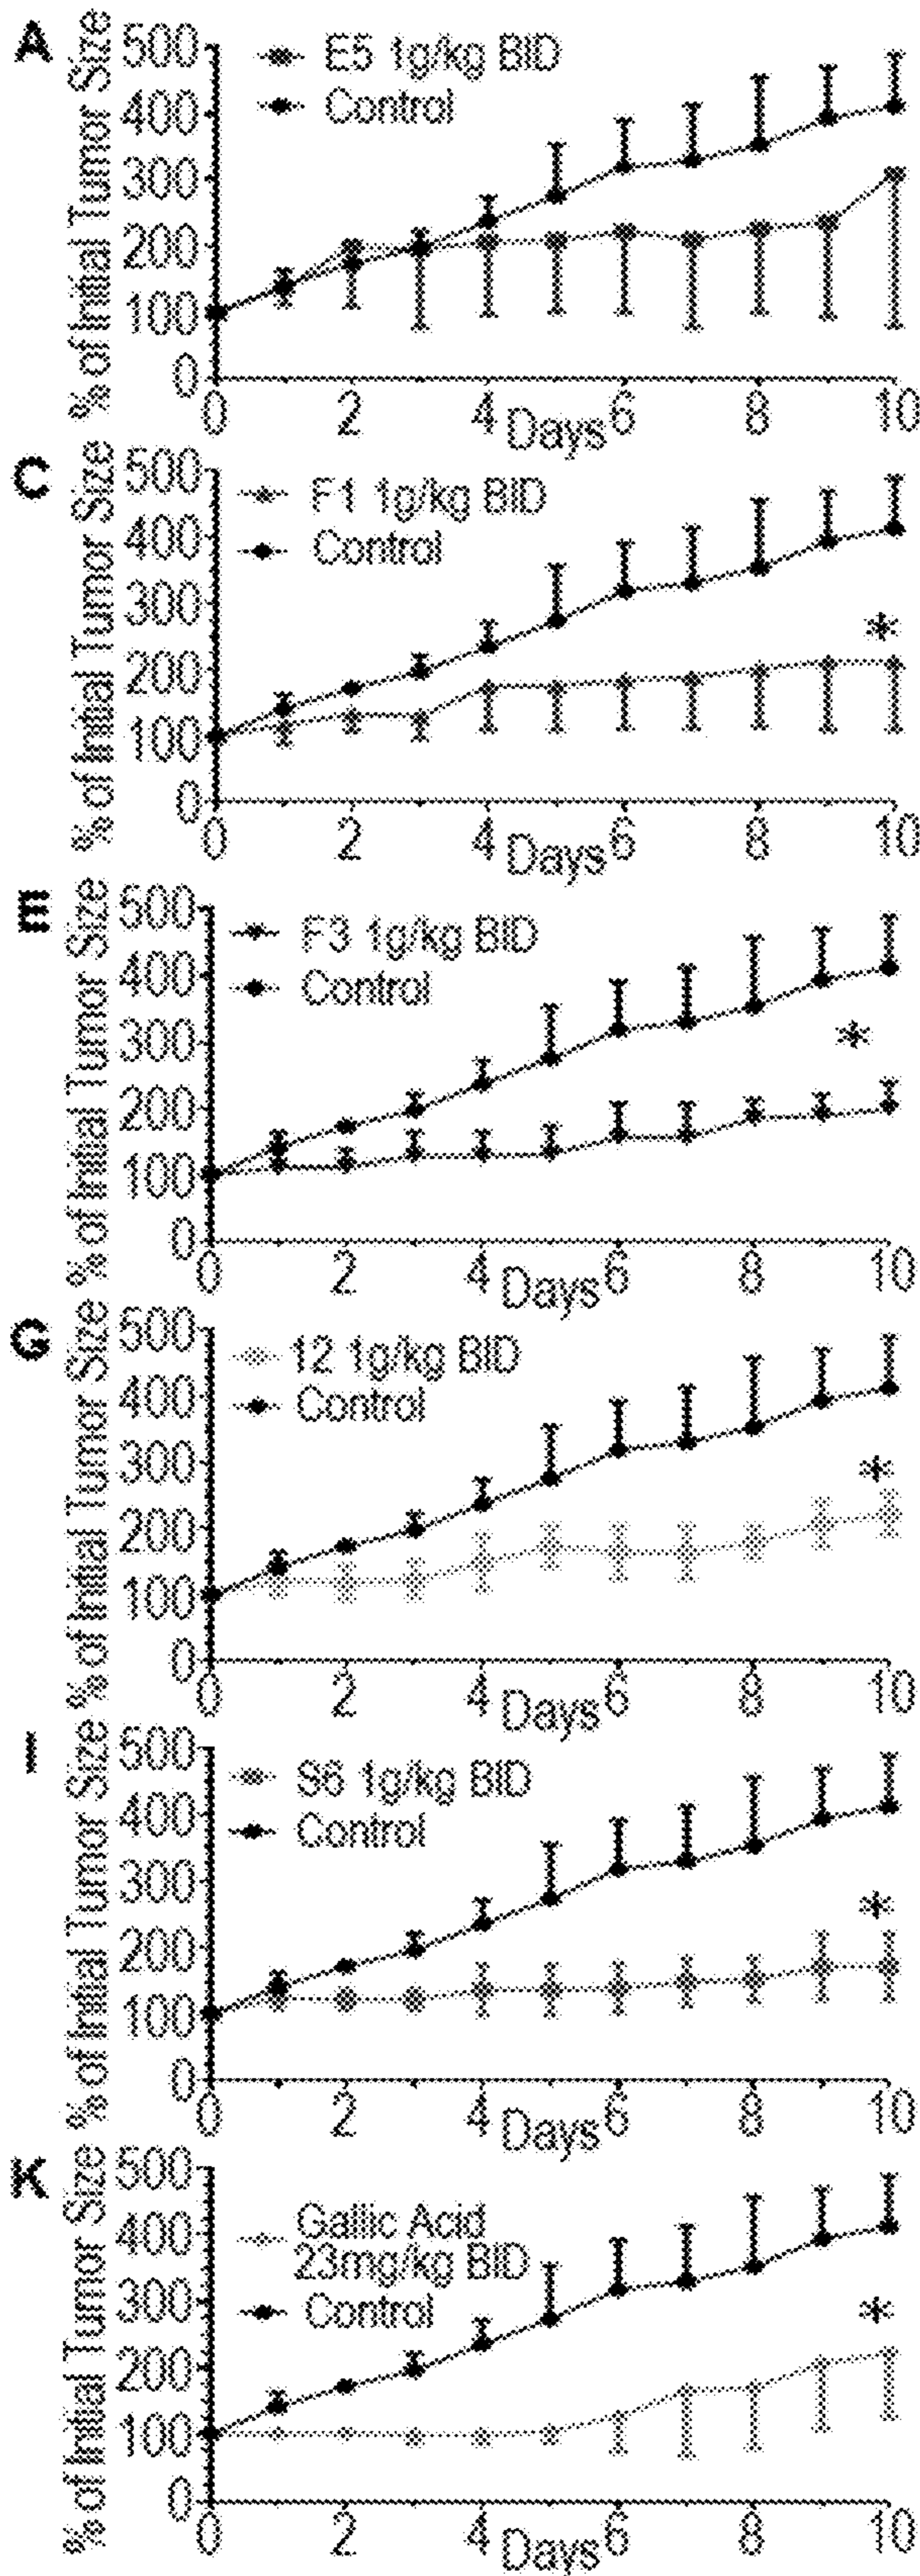 A
% of Initial Tumor Size
500
400
300
200
100
0
E5 1g/kg BID
Control
0 2 4 6 8 10
Days
C
% of Initial Tumor Size
500
400
300
200
100
0
F1 1g/kg BID
Control
*
0 2 4 6 8 10
Days
E
% of Initial Tumor Size
500
400
300
200
100
0
F3 1g/kg BID
Control
*
0 2 4 6 8 10
Days
G
% of Initial Tumor Size
500
400
300
200
100
0
12 1g/kg BID
Control
*
0 2 4 6 8 10
Days
I
% of Initial Tumor Size
500
400
300
200
100
0
S6 1g/kg BID
Control
*
0 2 4 6 8 10
Days
K
% of Initial Tumor Size
500
400
300
200
100
0
Gallic Acid
23mg/kg BID
Control
*
0 2 4 6 8 10
Days